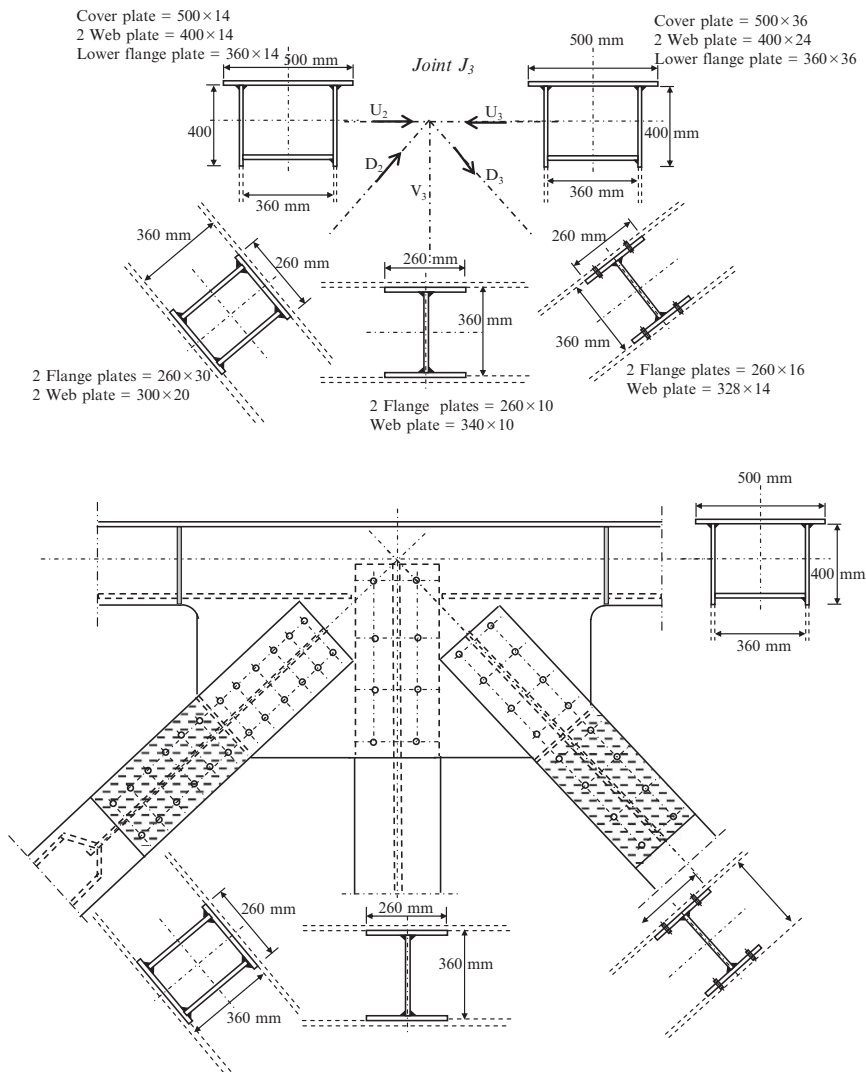 Cover plate = 500×14
2 Web plate = 400×14
Lower flange plate = 360×14
500 mm
Joint J3
Cover plate = 500×36
2 Web plate = 400×24
Lower flange plate = 360×36
500 mm
400
U2
U3
400 mm
D2
D3
V3
360 mm
360 mm
360 mm
260 mm
260 mm
360 mm
260 mm
360 mm
2 Flange plates = 260×30
2 Web plate = 300×20
2 Flange plates = 260×10
Web plate = 340×10
2 Flange plates = 260×16
Web plate = 328×14
500 mm
400 mm
360 mm
260 mm
360 mm
260 mm
360 mm